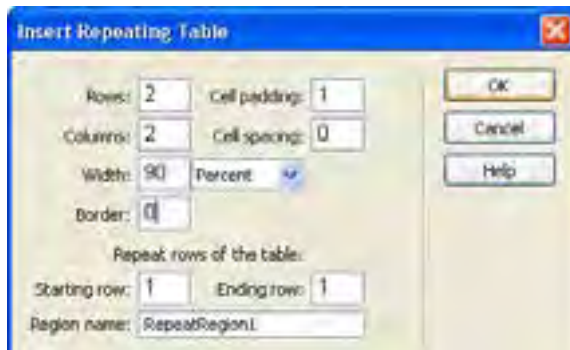 Insert Repeating Table
Rows: 2 Cell padding: 1 OK
Columns: 2 Cell spacing: 0 Cancel
Width: 90 Percent Help
Border: 0
Repeat rows of the table:
Starting row: 1 Ending row: 1
Region name: RepeatRegion1